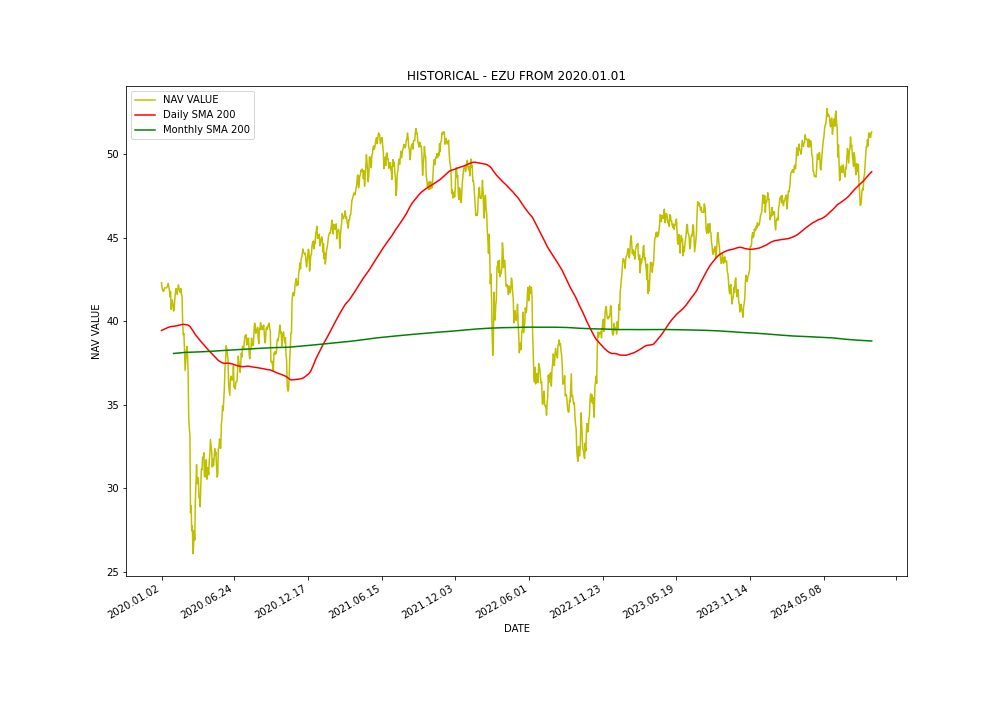 HISTORICAL - EZU FROM 2020.01.01
NAV VALUE
Daily SMA 200
Monthly SMA 200
NAV VALUE
50
45
40
35
30
25
2020.01.02
2020.06.24
2020.12.17
2021.06.15
2021.12.03
2022.06.01
2022.11.23
2023.05.19
2023.11.14
2024.05.08
DATE